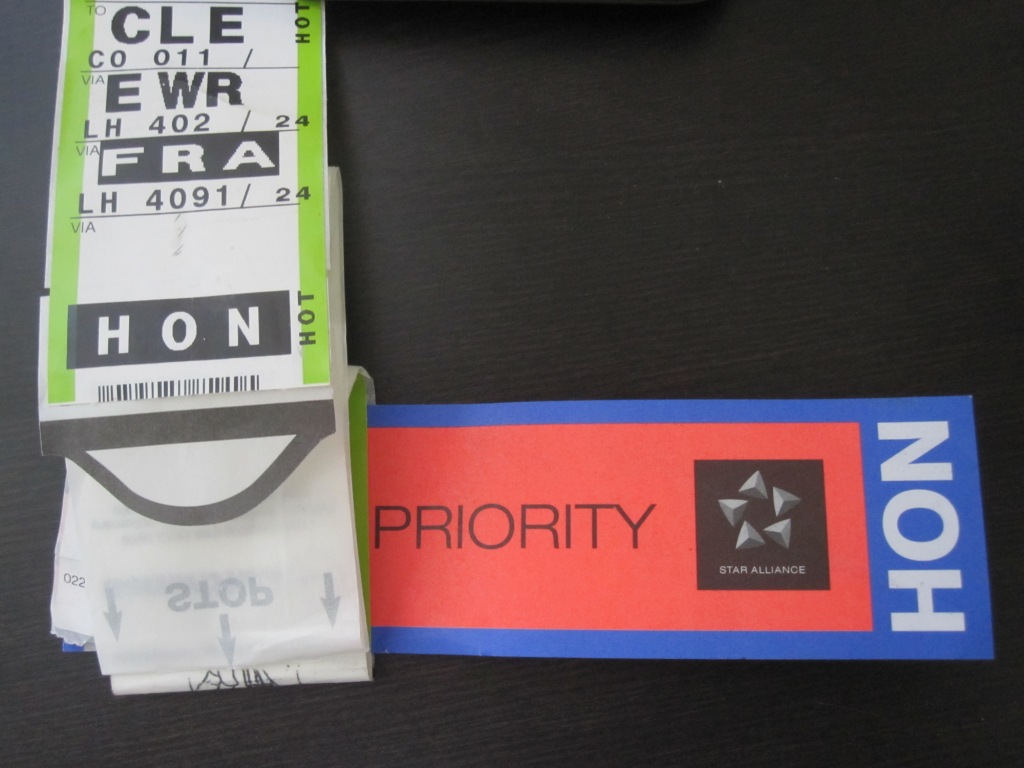 TO
CLE
HOT
CO 011 /
VIA
EWR
LH 402 / 24
VIA
FRA
LH 4091/ 24
VIA
HON
HOT
PRIORITY
STAR ALLIANCE
HON
022
STOP